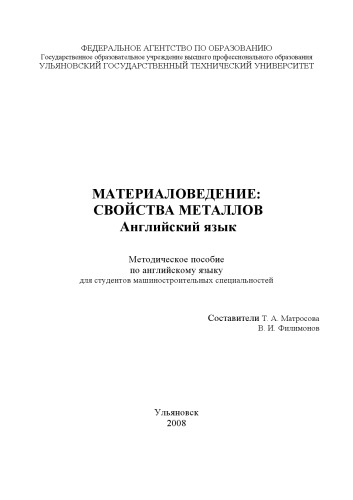 ФЕДЕРАЛЬНОЕ АГЕНТСТВО ПО ОБРАЗОВАНИЮ
Государственное образовательное учреждение высшего профессионального образования
УЛЬЯНОВСКИЙ ГОСУДАРСТВЕННЫЙ ТЕХНИЧЕСКИЙ УНИВЕРСИТЕТ
МАТЕРИАЛОВЕДЕНИЕ:
СВОЙСТВА МЕТАЛЛОВ
Английский язык
Методическое пособие
по английскому языку
для студентов машиностроительных специальностей
Составители Т. А. Матросова
В. И. Филимонов
Ульяновск
2008